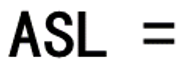 ASL =